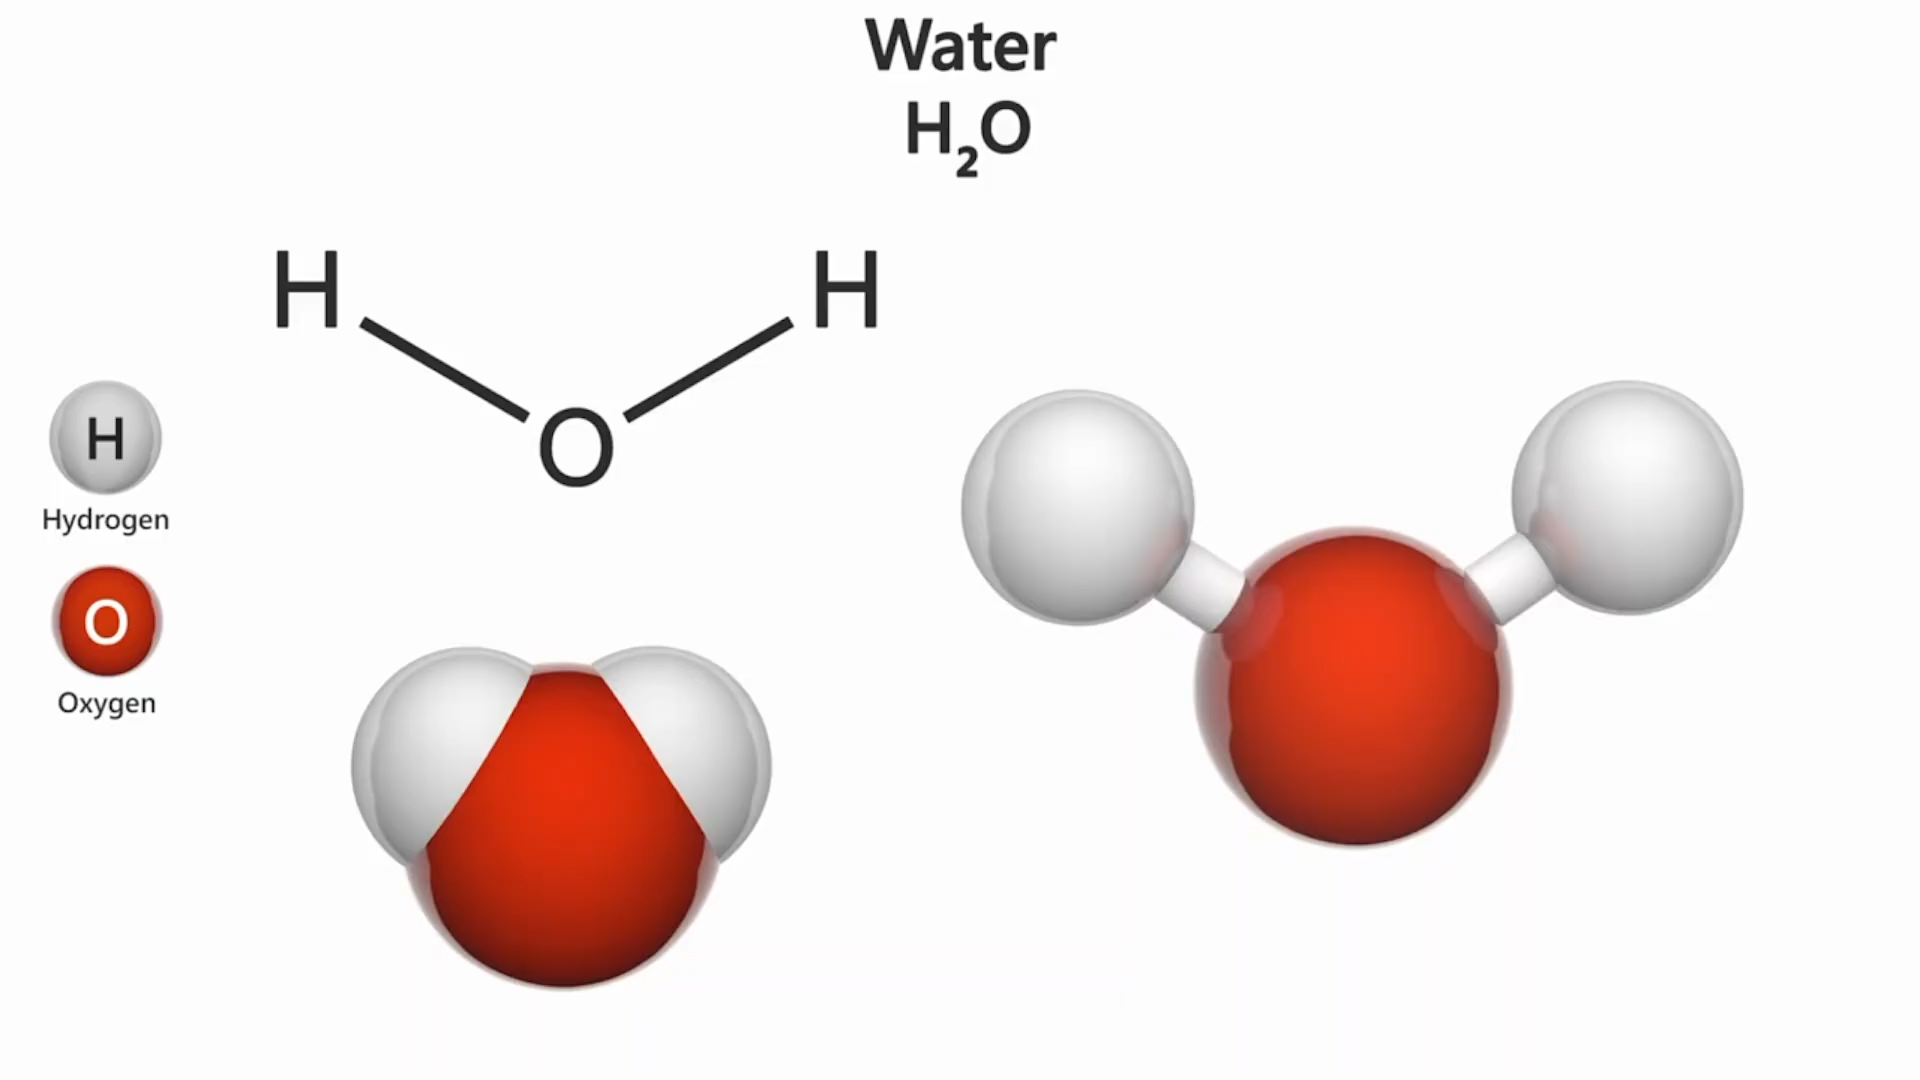 Water
H₂O
H H
O
H
Hydrogen
O
Oxygen